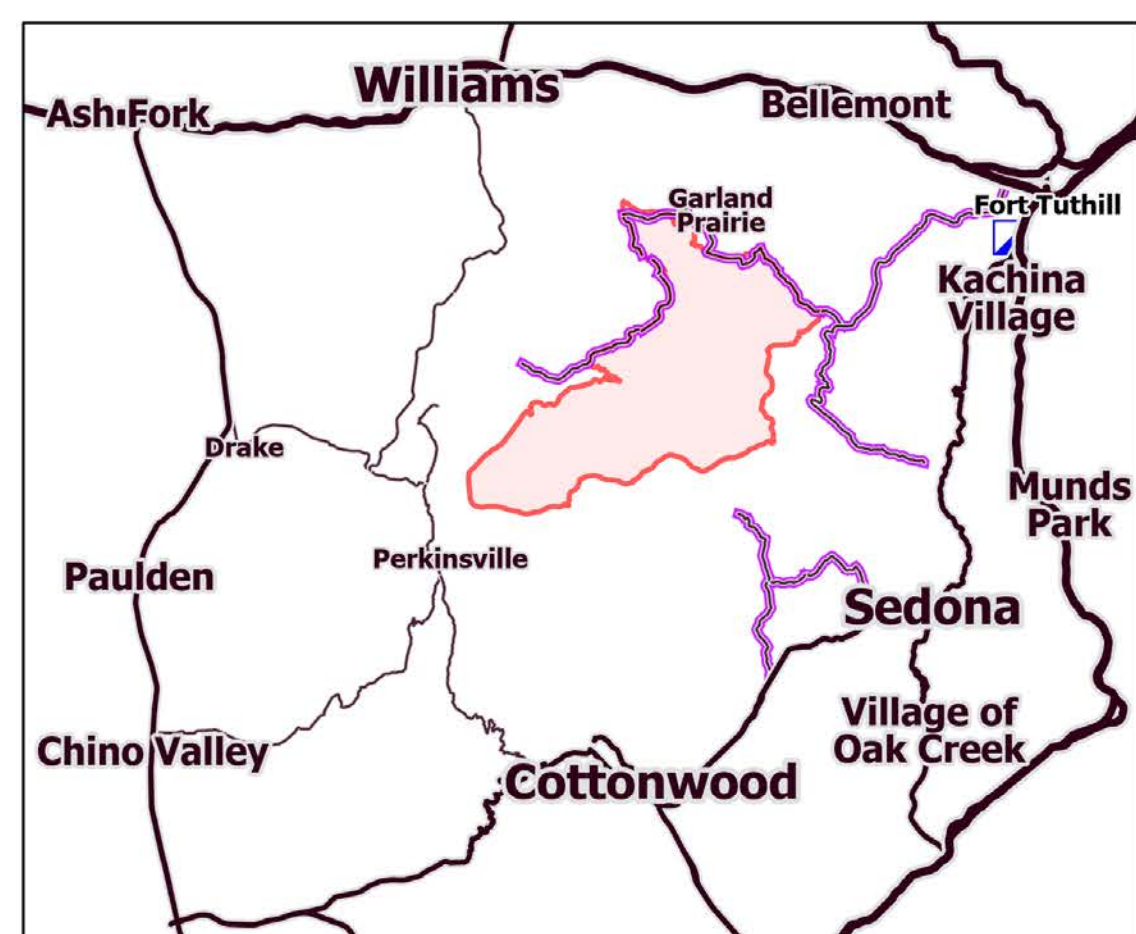 Williams
Ash Fork
Bellemont
Garland
Prairie
Fort Tuthill
Kachina
Village
Drake
Munds
Park
Perkinsville
Paulden
Sedona
Village of
Oak Creek
Chino Valley
Cottonwood